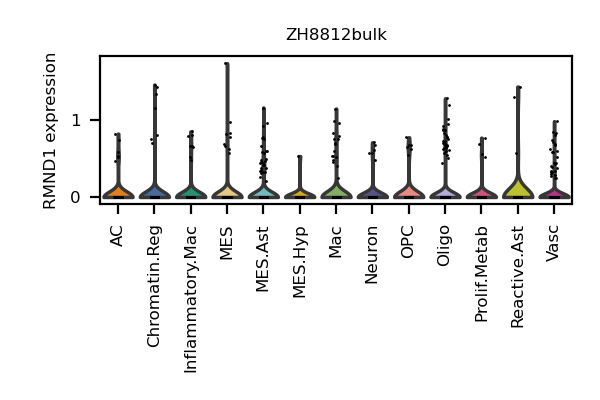 ZH8812bulk
RMND1 expression
1
0
AC
Chromatin.Reg
Inflammatory.Mac
MES
MES.Ast
MES.Hyp
Mac
Neuron
OPC
Oligo
Prolif.Metab
Reactive.Ast
Vasc